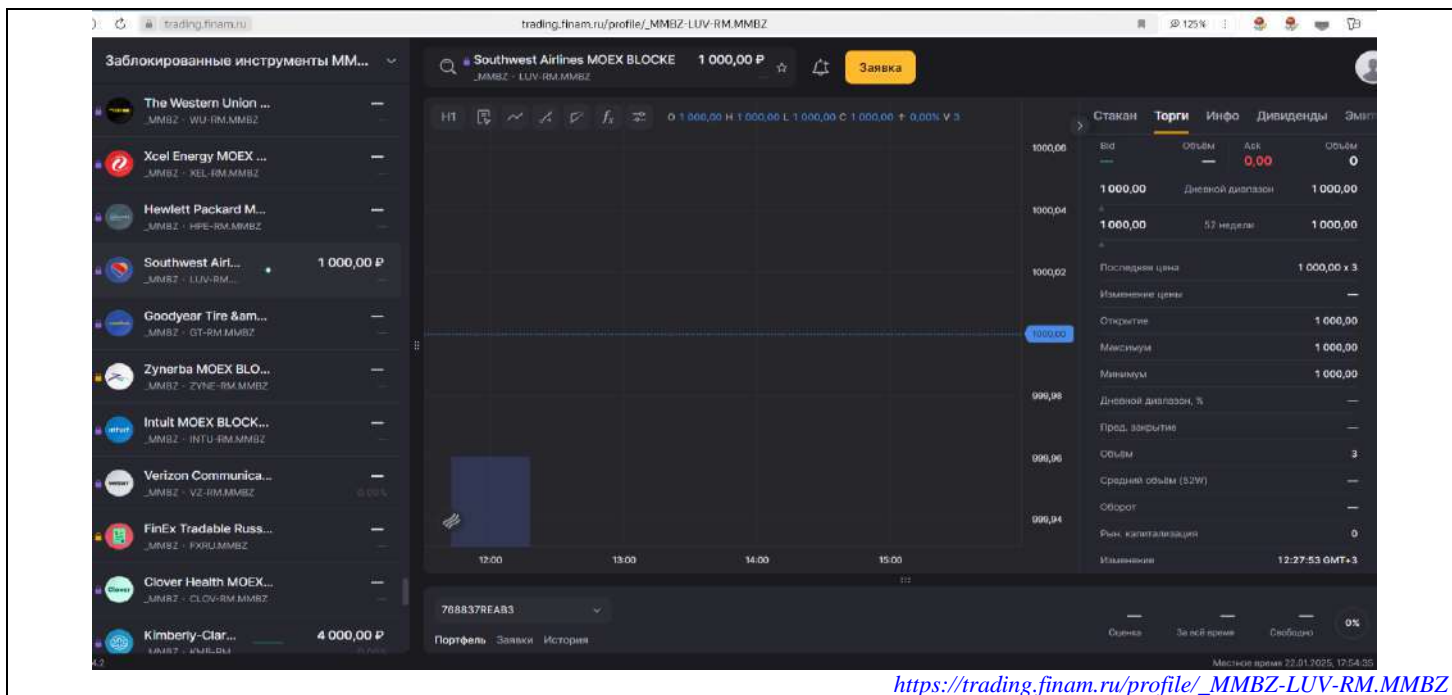 trading.finam.ru
trading.finam.ru/profile/_MMBZ-LUV-RM.MMBZ
125%
Заблокированные инструменты ММ...
The Western Union ... —
_MMBZ · WU-RM.MMBZ
Xcel Energy MOEX ... —
_MMBZ · XEL-RM.MMBZ
Hewlett Packard M... —
_MMBZ · HPE-RM.MMBZ
Southwest Airl... 1 000,00 ₽
_MMBZ · LUV-RM...
Goodyear Tire &am... —
_MMBZ · GT-RM.MMBZ
Zynerba MOEX BLO... —
_MMBZ · ZYNE-RM.MMBZ
Intuit MOEX BLOCK... —
_MMBZ · INTU-RM.MMBZ
Verizon Communica... —
_MMBZ · VZ-RM.MMBZ 0,00%
FinEx Tradable Russ... —
_MMBZ · FXRU.MMBZ
Clover Health MOEX... —
_MMBZ · CLOV-RM.MMBZ
Kimberly-Clar... 4 000,00 ₽
4.2
Southwest Airlines MOEX BLOCKE 1 000,00 ₽
_MMBZ · LUV-RM.MMBZ
Заявка
H1
O 1 000,00 H 1 000,00 L 1 000,00 C 1 000,00 ↑ 0,00% V 3
1000,06
1000,04
1000,02
1000,00
999,98
999,96
999,94
12:00 13:00 14:00 15:00
Стакан Торги Инфо Дивиденды Эмит
Bid Объём Ask Объём
— — 0,00 0
1 000,00 Дневной диапазон 1 000,00
1 000,00 52 недели 1 000,00
Последняя цена 1 000,00 x 3
Изменение цены —
Открытие 1 000,00
Максимум 1 000,00
Минимум 1 000,00
Дневной диапазон, % —
Пред. закрытие —
Объём 3
Средний объём (52W) —
Оборот —
Рын. капитализация 0
Изменение 12:27:53 GMT+3
768837REAB3
Портфель Заявки История
— — — 0%
Оценка За всё время Свободно
Местное время 22.01.2025, 17:54:35
https://trading.finam.ru/profile/_MMBZ-LUV-RM.MMBZ